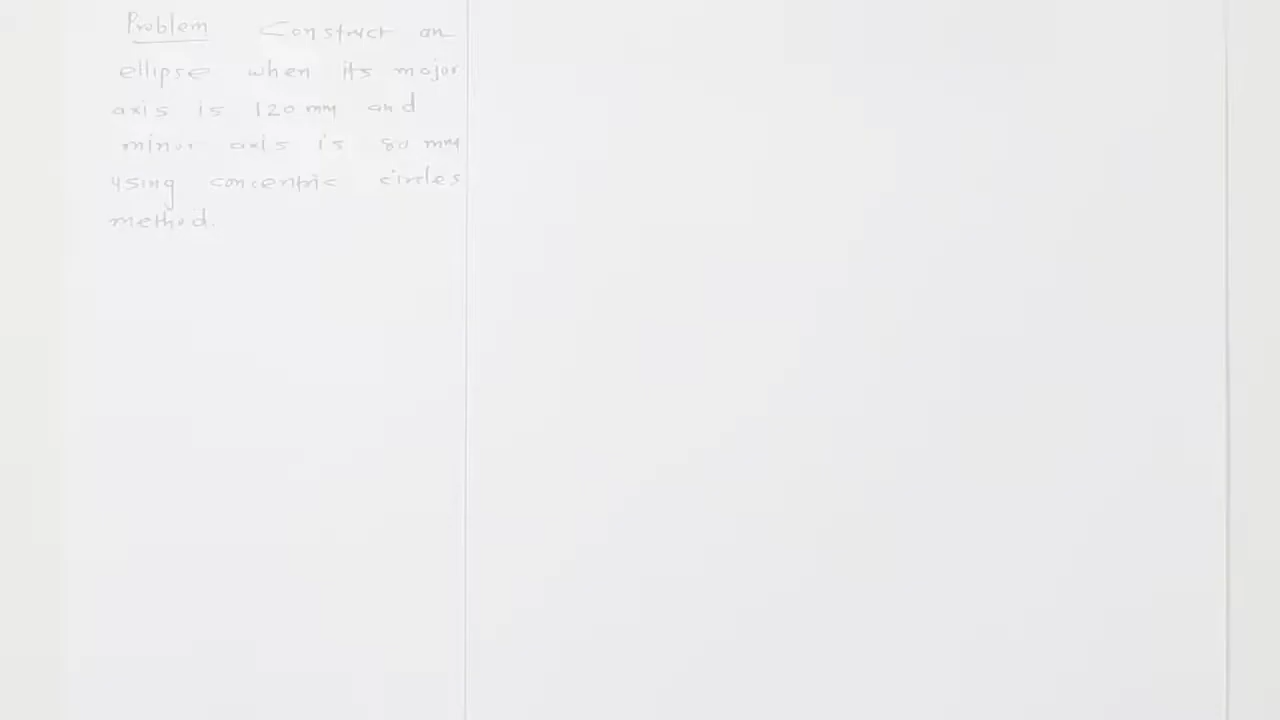 Problem Construct an
ellipse when its major
axis is 120 mm and
minor axis is 80 mm
using concentric circles
method.